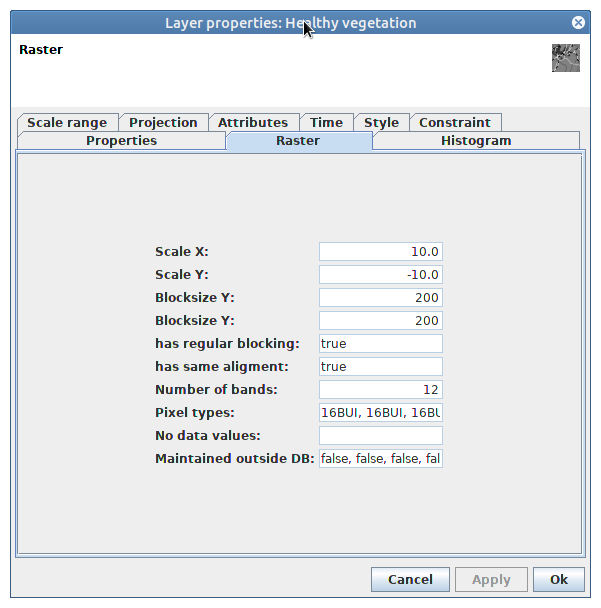 Layer properties: Healthy vegetation
Raster
Scale range Projection Attributes Time Style Constraint
Properties Raster Histogram
Scale X: 10.0
Scale Y: -10.0
Blocksize Y: 200
Blocksize Y: 200
has regular blocking: true
has same aligment: true
Number of bands: 12
Pixel types: 16BUI, 16BUI, 16BU
No data values:
Maintained outside DB: false, false, false, fal
Cancel Apply Ok